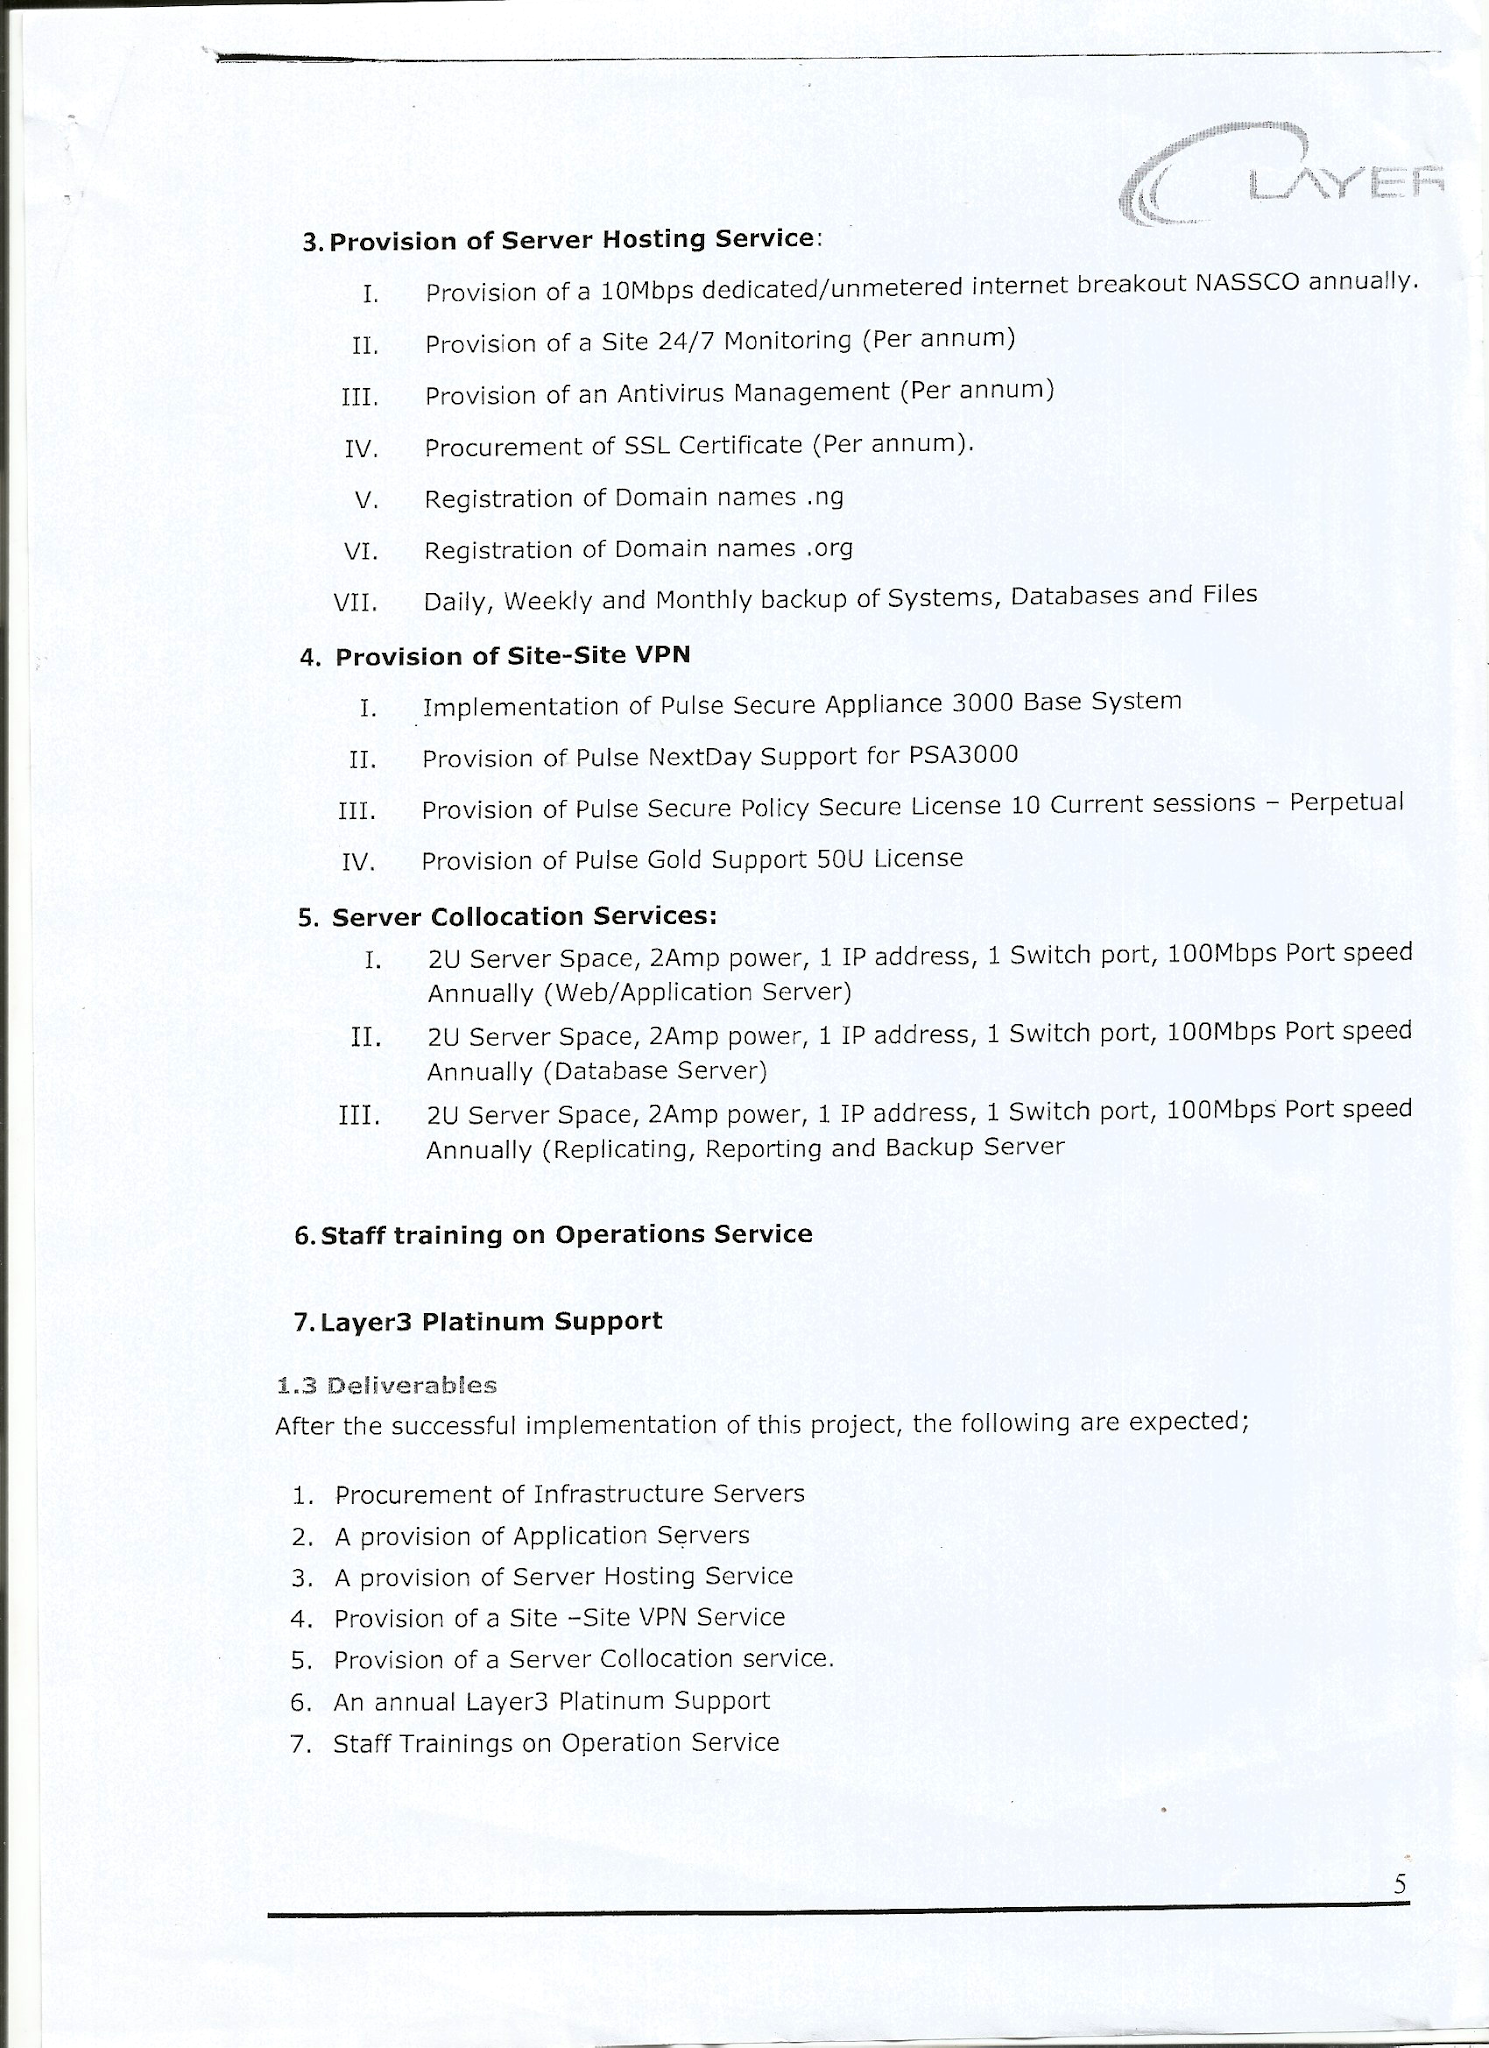 LAYER
3. Provision of Server Hosting Service:
I. Provision of a 10Mbps dedicated/unmetered internet breakout NASSCO annually.
II. Provision of a Site 24/7 Monitoring (Per annum)
III. Provision of an Antivirus Management (Per annum)
IV. Procurement of SSL Certificate (Per annum).
V. Registration of Domain names .ng
VI. Registration of Domain names .org
VII. Daily, Weekly and Monthly backup of Systems, Databases and Files
4. Provision of Site-Site VPN
I. Implementation of Pulse Secure Appliance 3000 Base System
II. Provision of Pulse NextDay Support for PSA3000
III. Provision of Pulse Secure Policy Secure License 10 Current sessions – Perpetual
IV. Provision of Pulse Gold Support 50U License
5. Server Collocation Services:
I. 2U Server Space, 2Amp power, 1 IP address, 1 Switch port, 100Mbps Port speed
Annually (Web/Application Server)
II. 2U Server Space, 2Amp power, 1 IP address, 1 Switch port, 100Mbps Port speed
Annually (Database Server)
III. 2U Server Space, 2Amp power, 1 IP address, 1 Switch port, 100Mbps Port speed
Annually (Replicating, Reporting and Backup Server
6. Staff training on Operations Service
7. Layer3 Platinum Support
1.3 Deliverables
After the successful implementation of this project, the following are expected;
1. Procurement of Infrastructure Servers
2. A provision of Application Servers
3. A provision of Server Hosting Service
4. Provision of a Site –Site VPN Service
5. Provision of a Server Collocation service.
6. An annual Layer3 Platinum Support
7. Staff Trainings on Operation Service
5